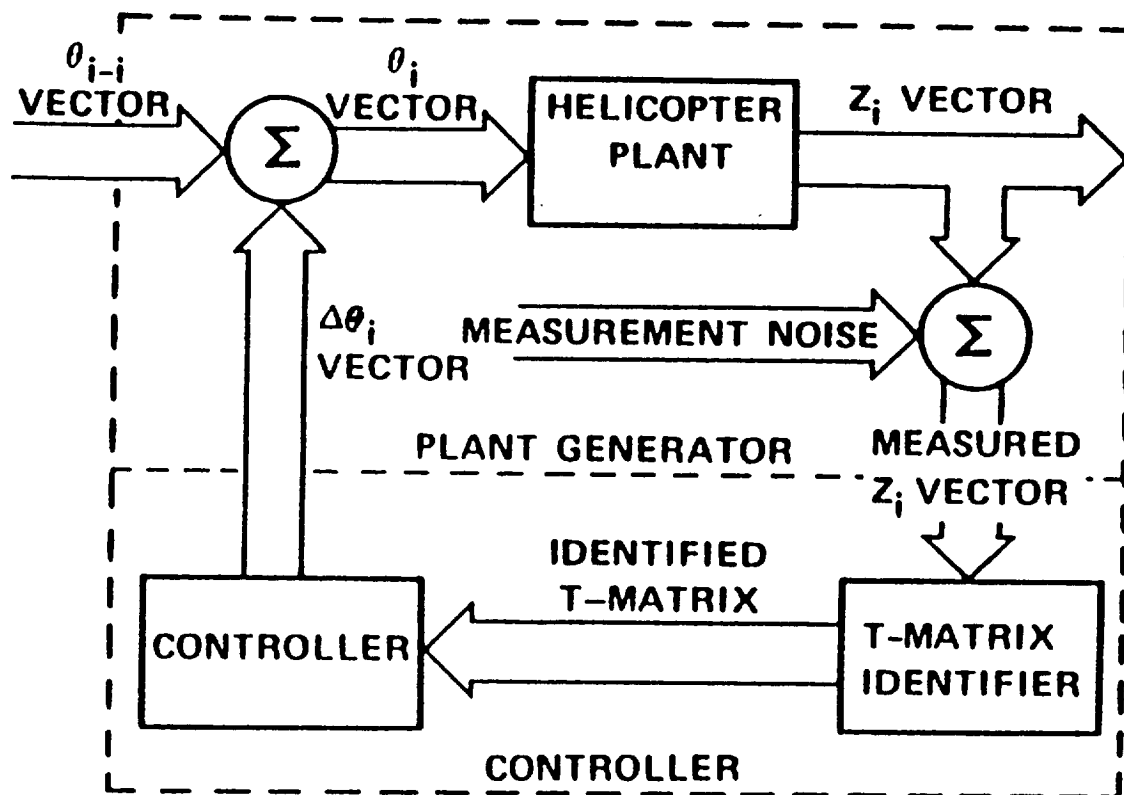 θi-i
VECTOR
θi
VECTOR
HELICOPTER
PLANT
Zi VECTOR
Σ
Δθi
VECTOR
MEASUREMENT NOISE
Σ
PLANT GENERATOR
MEASURED
Zi VECTOR
IDENTIFIED
T-MATRIX
CONTROLLER
T-MATRIX
IDENTIFIER
CONTROLLER